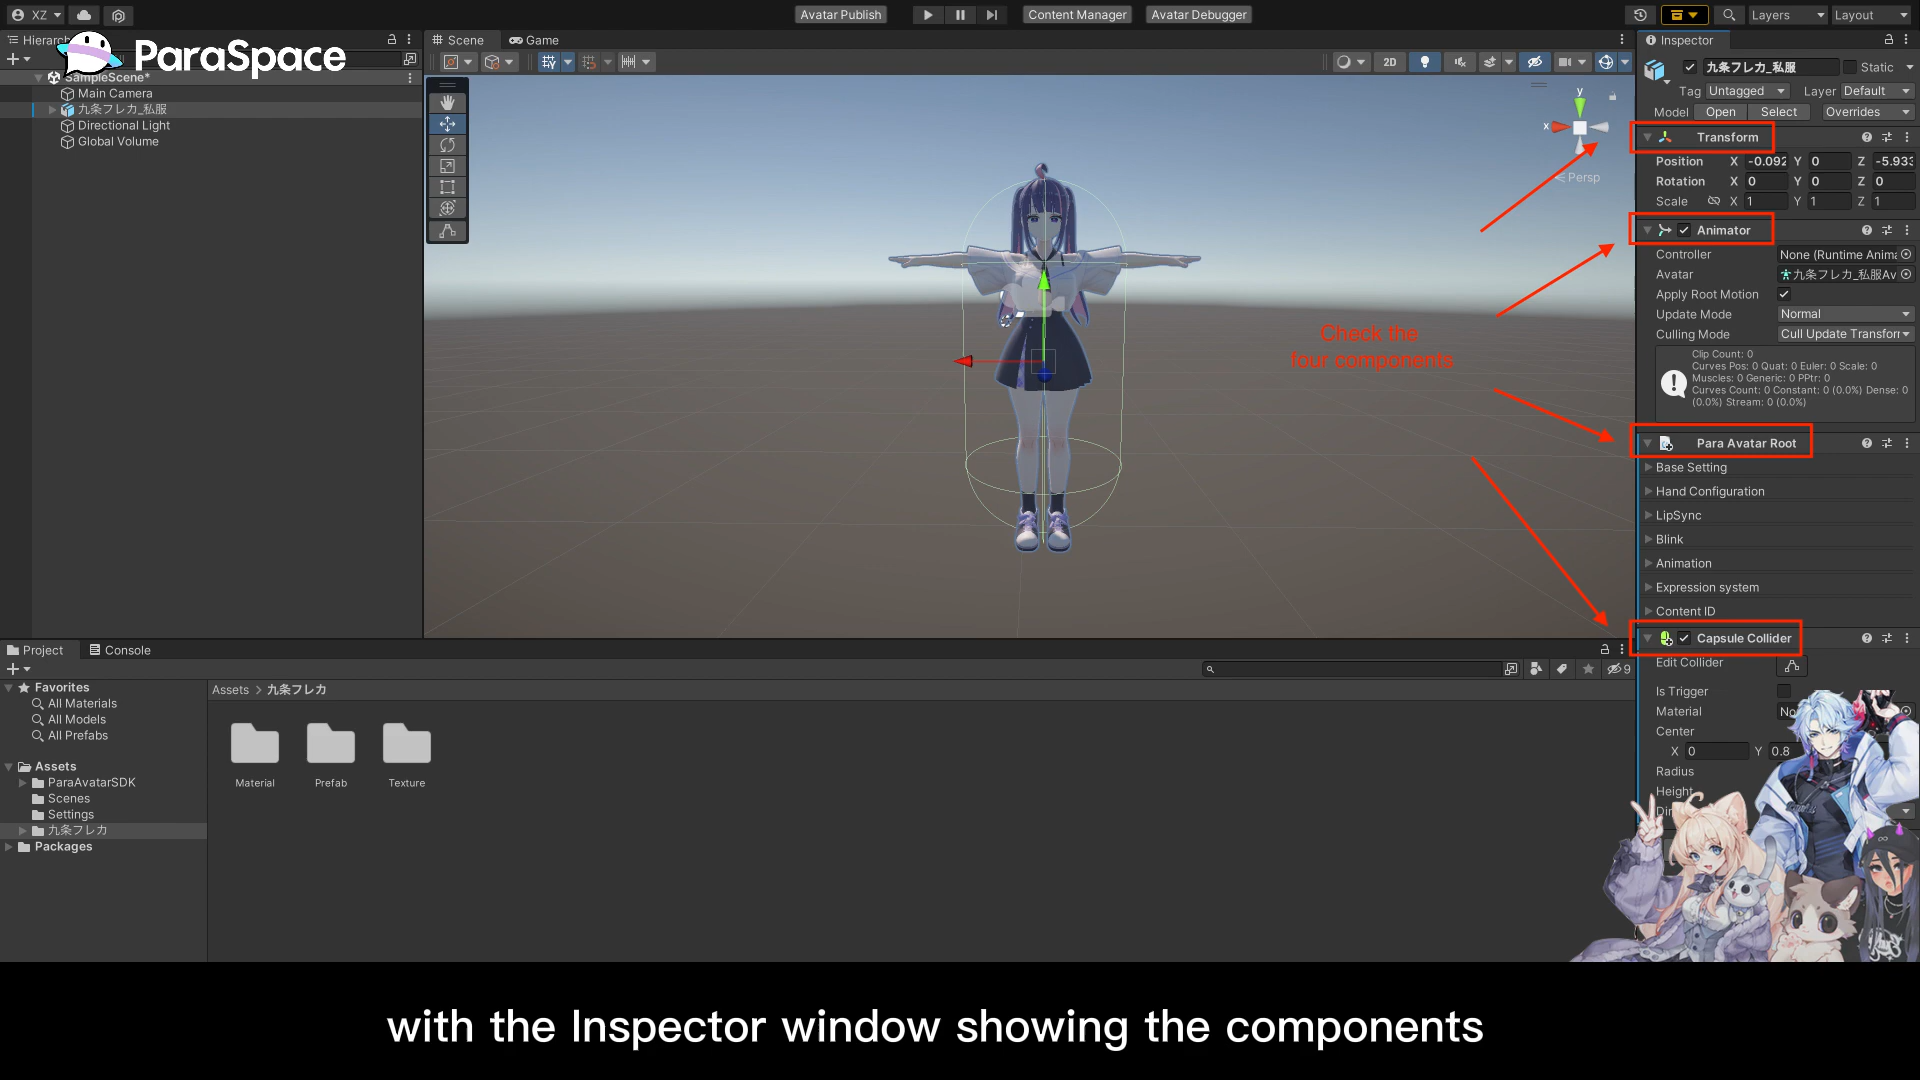 XZ
Avatar Publish
Content Manager
Avatar Debugger
Layers
Layout
ParaSpace
Scene
Game
Inspector
SampleScene*
Main Camera
九条フレカ_私服
Directional Light
Global Volume
2D
y
x
Persp
Check the
four components
九条フレカ_私服
Static
Tag Untagged
Layer Default
Model Open Select Overrides
Transform
Position X -0.092 Y 0 Z -5.933
Rotation X 0 Y 0 Z 0
Scale X 1 Y 1 Z 1
Animator
Controller None (Runtime Anima
Avatar 九条フレカ_私服Av
Apply Root Motion
Update Mode Normal
Culling Mode Cull Update Transfor
Clip Count: 0
Curves Pos: 0 Quat: 0 Euler: 0 Scale: 0
Muscles: 0 Generic: 0 PPtr: 0
Curves Count: 0 Constant: 0 (0.0%) Dense: 0
(0.0%) Stream: 0 (0.0%)
Para Avatar Root
Base Setting
Hand Configuration
LipSync
Blink
Animation
Expression system
Content ID
Capsule Collider
Edit Collider
Is Trigger
Material
Center
X 0 Y 0.8
Radius
Height
Project
Console
9
Favorites
All Materials
All Models
All Prefabs
Assets
ParaAvatarSDK
Scenes
Settings
九条フレカ
Packages
Assets > 九条フレカ
Material
Prefab
Texture
with the Inspector window showing the components